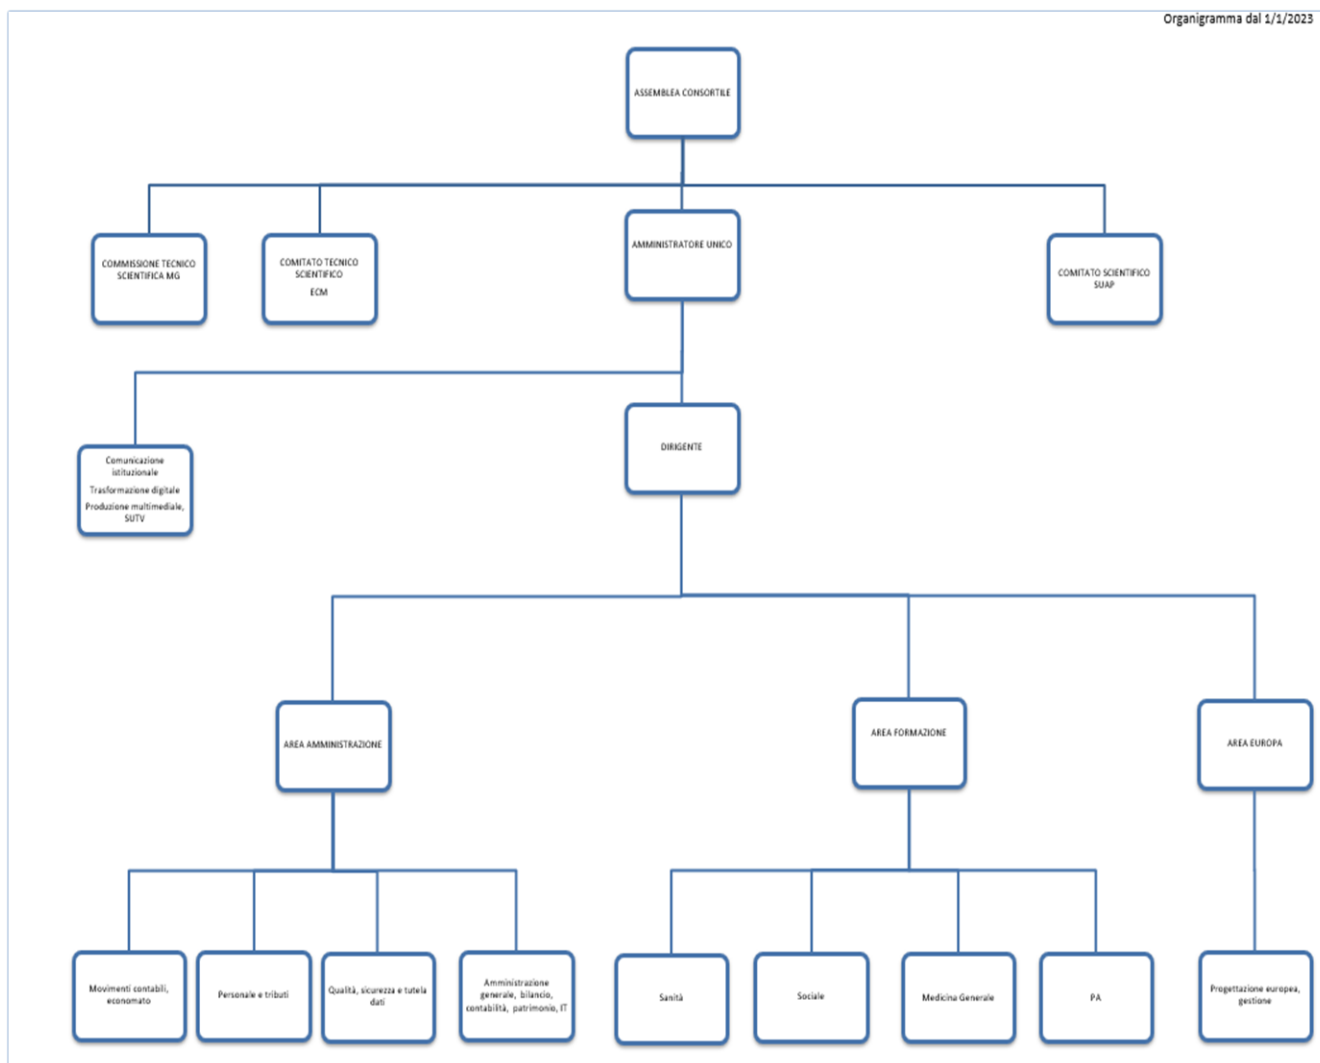 Organigramma dal 1/1/2023
ASSEMBLEA CONSORTILE
COMMISSIONE TECNICO
SCIENTIFICA MG
COMITATO TECNICO
SCIENTIFICO
ECM
AMMINISTRATORE UNICO
COMITATO SCIENTIFICO
SUAP
Comunicazione
istituzionale
Trasformazione digitale
Produzione multimediale,
SUTV
DIRIGENTE
AREA AMMINISTRAZIONE
AREA FORMAZIONE
AREA EUROPA
Movimenti contabili,
economato
Personale e tributi
Qualità, sicurezza e tutela
dati
Amministrazione
generale, bilancio,
contabilità, patrimonio, IT
Sanità
Sociale
Medicina Generale
PA
Progettazione europea,
gestione